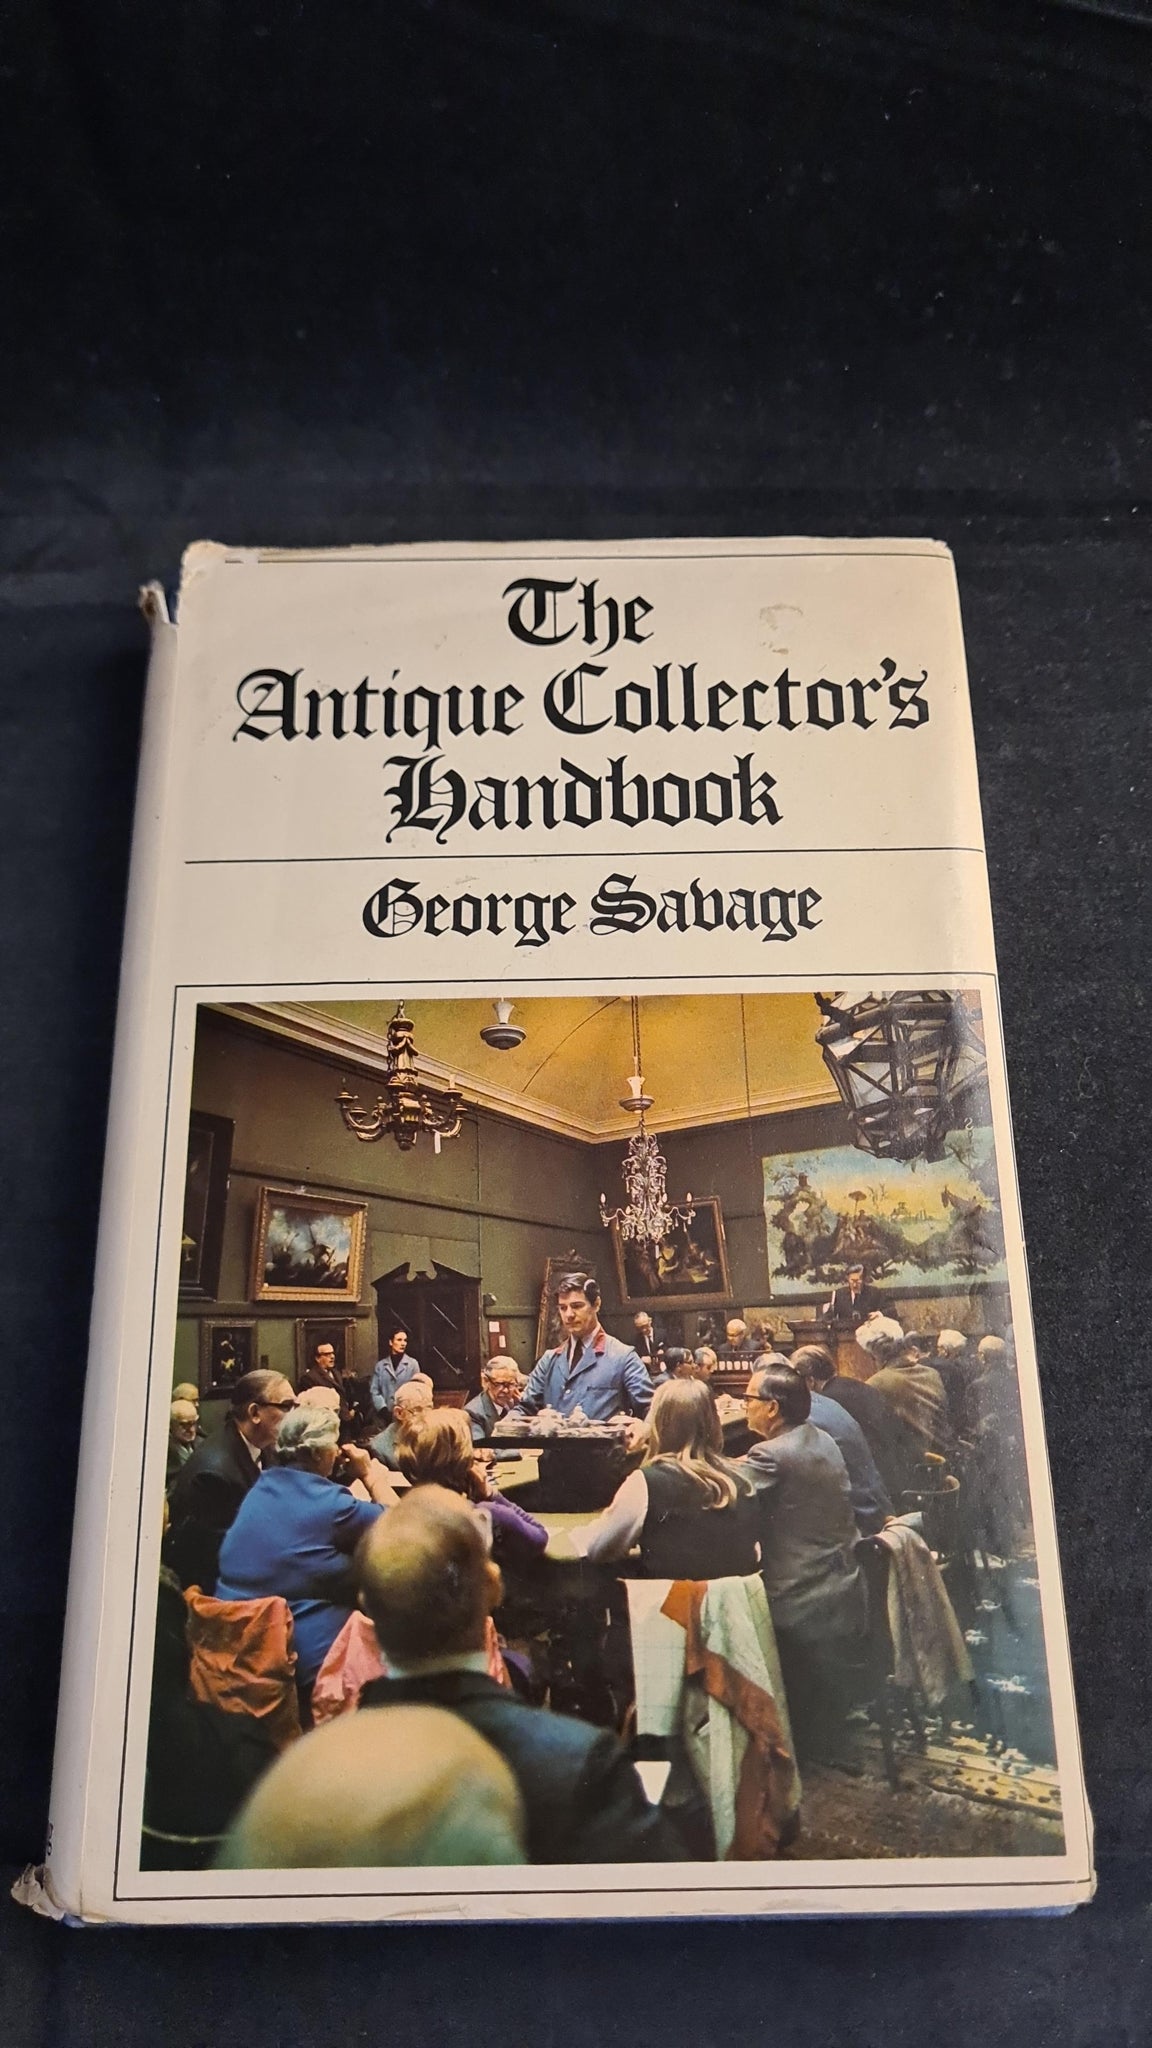 The
Antique Collector's
Handbook
George Savage